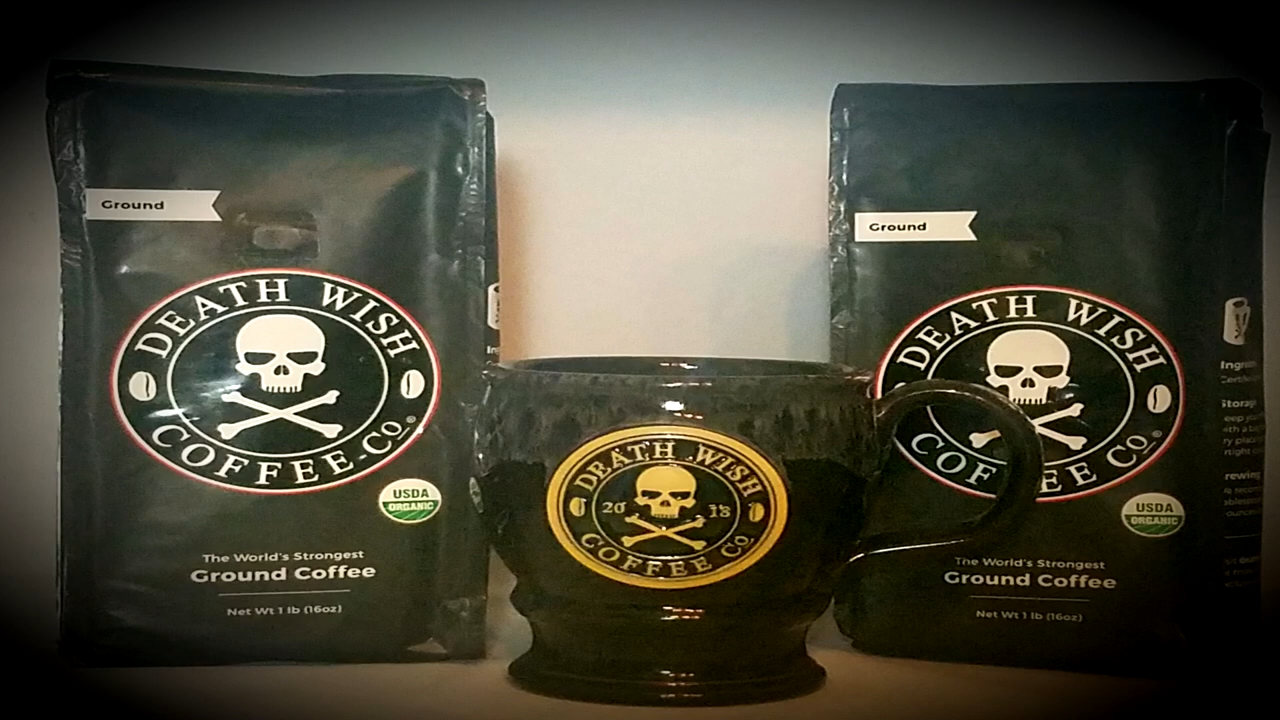 Ground
DEATH WISH
COFFEE Co.®
USDA
ORGANIC
The World's Strongest
Ground Coffee
Net Wt 1 lb (16oz)
DEATH WISH
20 18
COFFEE Co.
Ground
DEATH WISH
COF EE Co.®
USDA
ORGANIC
The World's Strongest
Ground Coffee
Net Wt 1 lb (16oz)